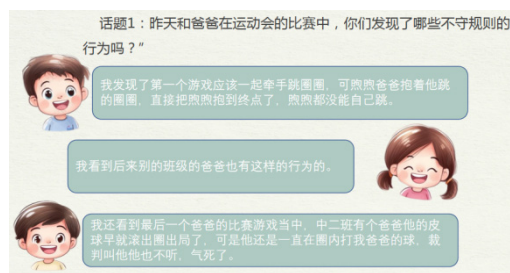 话题1：昨天和爸爸在运动会的比赛中，你们发现了哪些不守规则的
行为吗？”
我发现了第一个游戏应该一起牵手跳圈圈，可煦煦爸爸抱着他跳
的圈圈，直接把煦煦抱到终点了，煦煦都没能自己跳。
我看到后来别的班级的爸爸也有这样的行为的。
我还看到最后一个爸爸的比赛游戏当中，中二班有个爸爸他的皮
球早就滚出圈出局了，可是他还是一直在圈内打我爸爸的球，裁
判叫他他也不听，气死了。